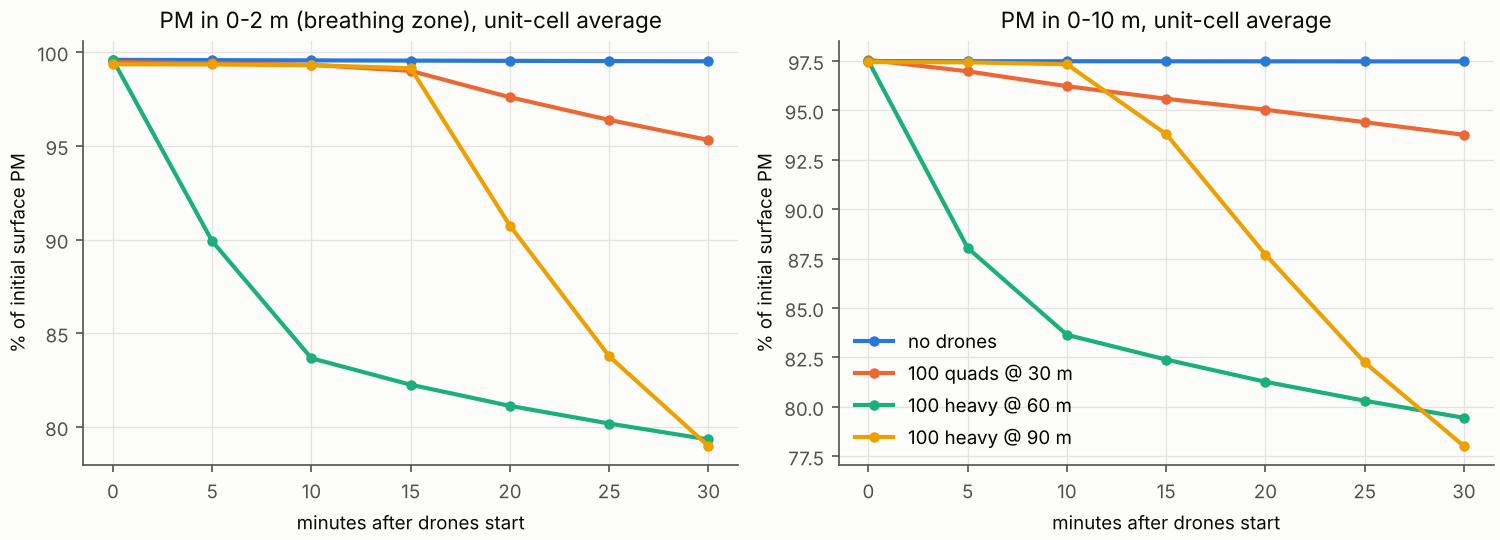 PM in 0-2 m (breathing zone), unit-cell average
% of initial surface PM
100
95
90
85
80
0 5 10 15 20 25 30
minutes after drones start
PM in 0-10 m, unit-cell average
% of initial surface PM
97.5
95.0
92.5
90.0
87.5
85.0
82.5
80.0
77.5
no drones
100 quads @ 30 m
100 heavy @ 60 m
100 heavy @ 90 m
0 5 10 15 20 25 30
minutes after drones start